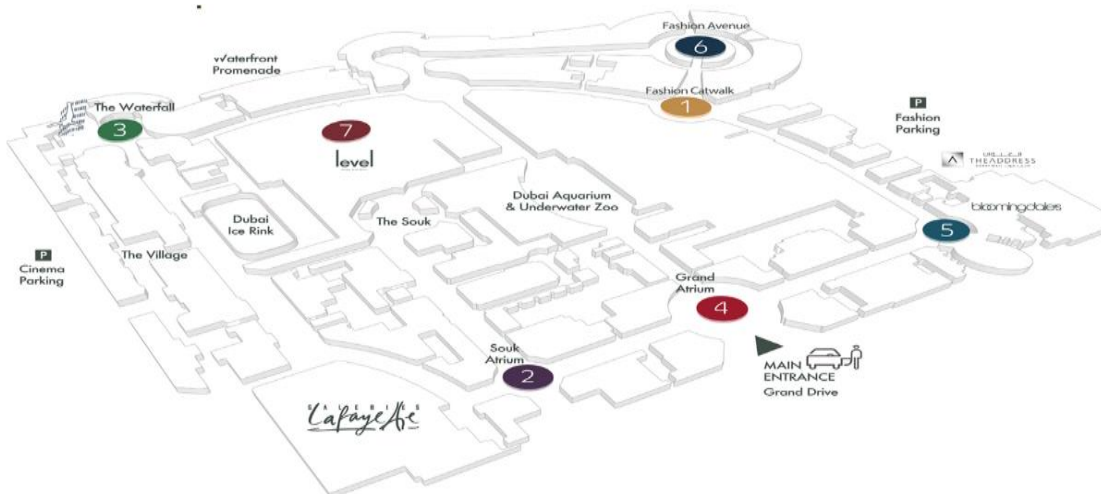 Fashion Avenue
6
Waterfront
Promenade
Fashion Catwalk
1
The Waterfall
3
7
level
P
Fashion
Parking
THEADDRESS
bloomingdales
Dubai Aquarium
& Underwater Zoo
Dubai
Ice Rink
The Souk
5
P
Cinema
Parking
The Village
Grand
Atrium
4
Souk
Atrium
2
MAIN
ENTRANCE
Grand Drive
GALERIES
Lafayette